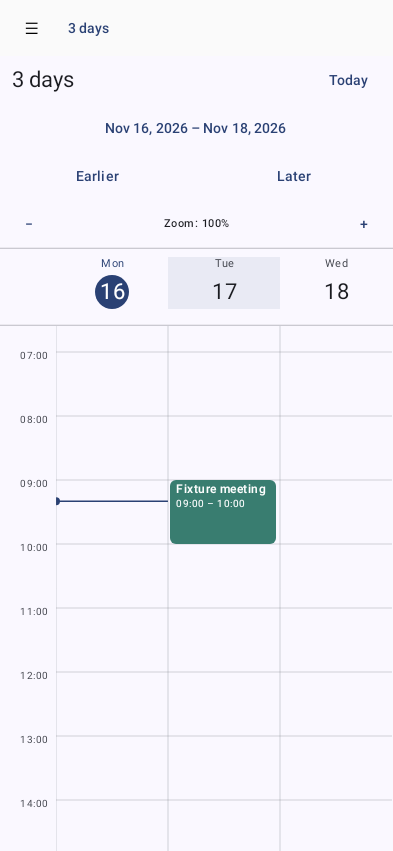 ☰ 3 days
3 days Today
Nov 16, 2026 – Nov 18, 2026
Earlier Later
− Zoom: 100% +
Mon Tue Wed
16 17 18
07:00
08:00
09:00
Fixture meeting
09:00 – 10:00
10:00
11:00
12:00
13:00
14:00